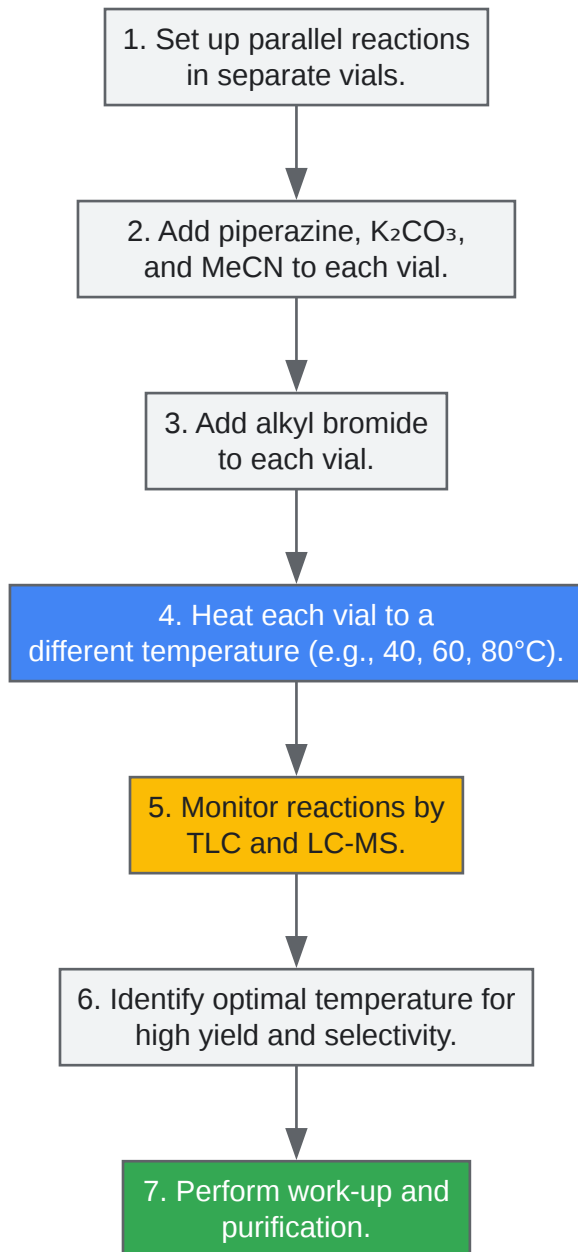 1. Set up parallel reactions
in separate vials.
2. Add piperazine, K₂CO₃,
and MeCN to each vial.
3. Add alkyl bromide
to each vial.
4. Heat each vial to a
different temperature (e.g., 40, 60, 80°C).
5. Monitor reactions by
TLC and LC-MS.
6. Identify optimal temperature for
high yield and selectivity.
7. Perform work-up and
purification.